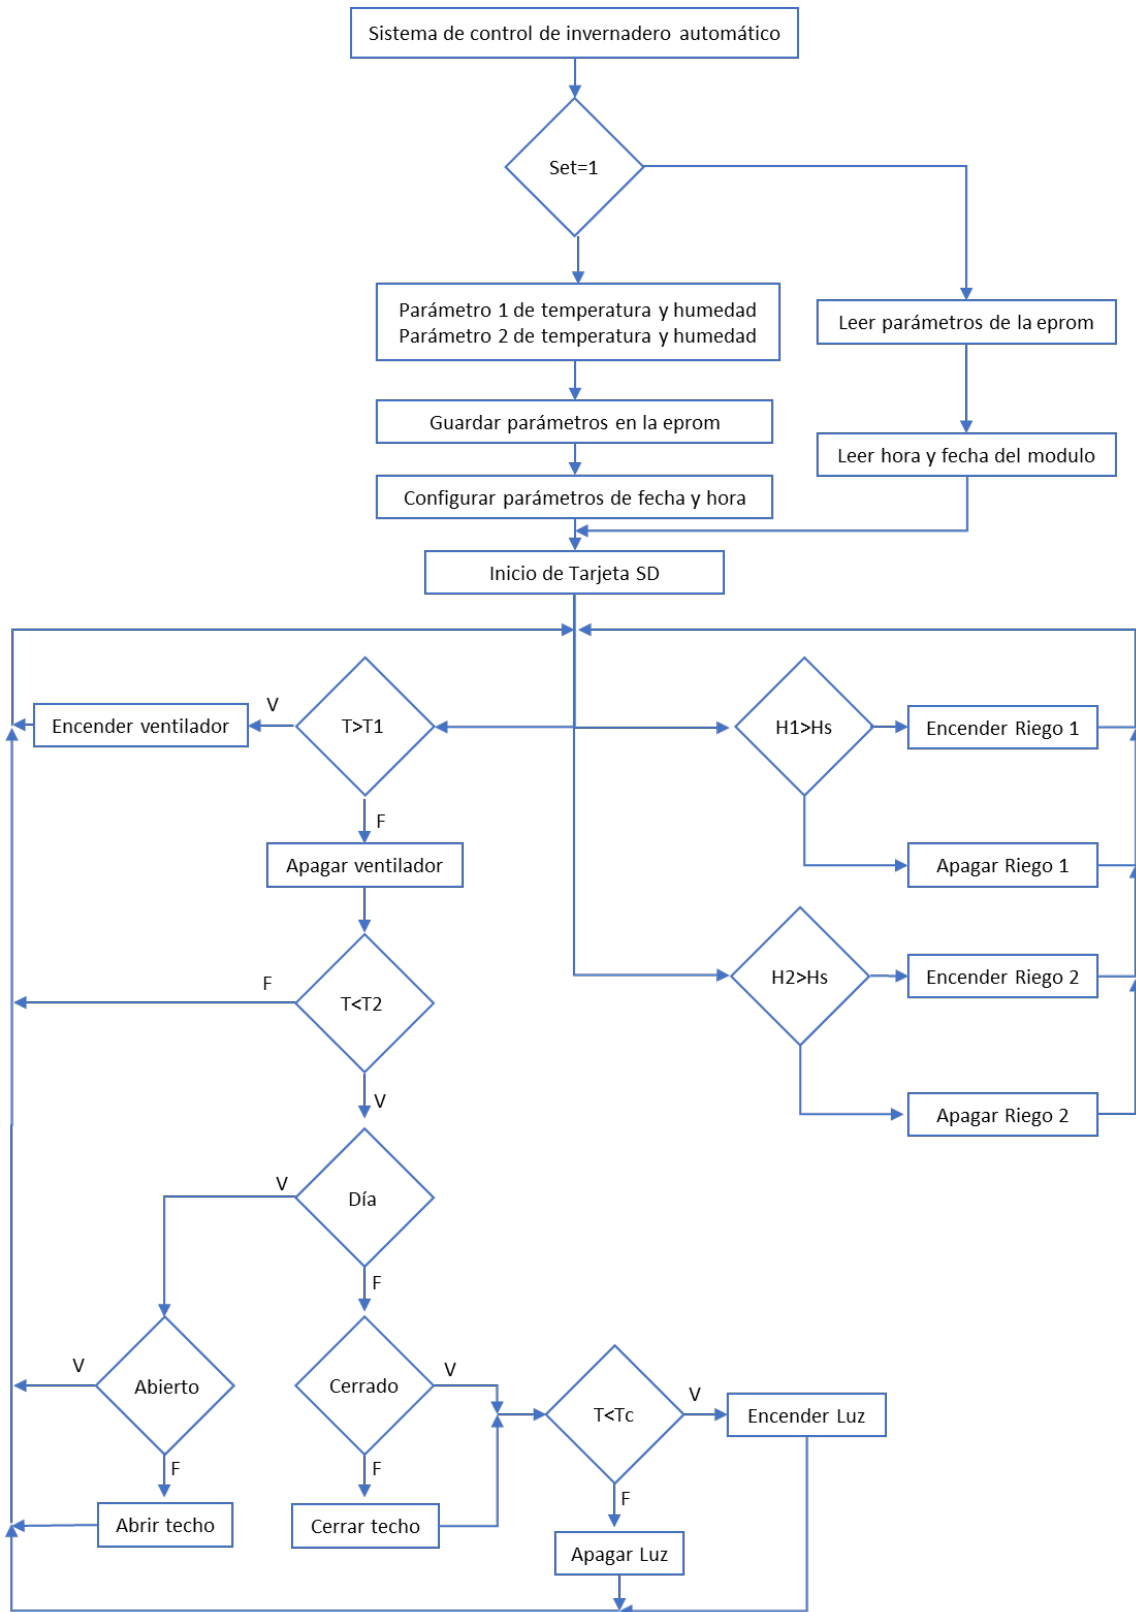 Sistema de control de invernadero automático
Set=1
Parámetro 1 de temperatura y humedad
Parámetro 2 de temperatura y humedad
Leer parámetros de la eprom
Guardar parámetros en la eprom
Leer hora y fecha del modulo
Configurar parámetros de fecha y hora
Inicio de Tarjeta SD
Encender ventilador
V
T>T1
H1>Hs
Encender Riego 1
F
Apagar ventilador
Apagar Riego 1
F
T<T2
H2>Hs
Encender Riego 2
V
Apagar Riego 2
V
Día
F
V
Abierto
Cerrado
V
T<Tc
V
Encender Luz
F
F
F
Abrir techo
Cerrar techo
Apagar Luz